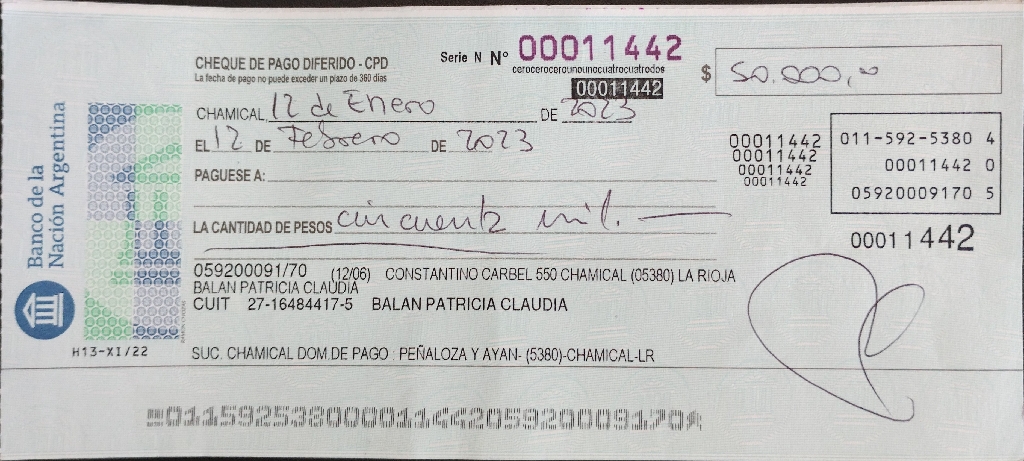 Banco de la
Nación Argentina
H13-XI/22
CHEQUE DE PAGO DIFERIDO - CPD
La fecha de pago no puede exceder un plazo de 360 días
Serie N Nº 00011442
cerocerocerounounocuatrocuatrodos
00011442
$ 50.000,00
CHAMICAL, 12 de Enero DE 2023
EL 12 DE Febrero DE 2023
PAGUESE A:
LA CANTIDAD DE PESOS cincuenta mil.
00011442
00011442
00011442
00011442
011-592-5380 4
00011442 0
05920009170 5
00011442
059200091/70 (12/06) CONSTANTINO CARBEL 550 CHAMICAL (05380) LA RIOJA
BALAN PATRICIA CLAUDIA
CUIT 27-16484417-5 BALAN PATRICIA CLAUDIA
SUC. CHAMICAL DOM.DE PAGO : PEÑALOZA Y AYAN- (5380)-CHAMICAL-LR
01159253800001144205920009170